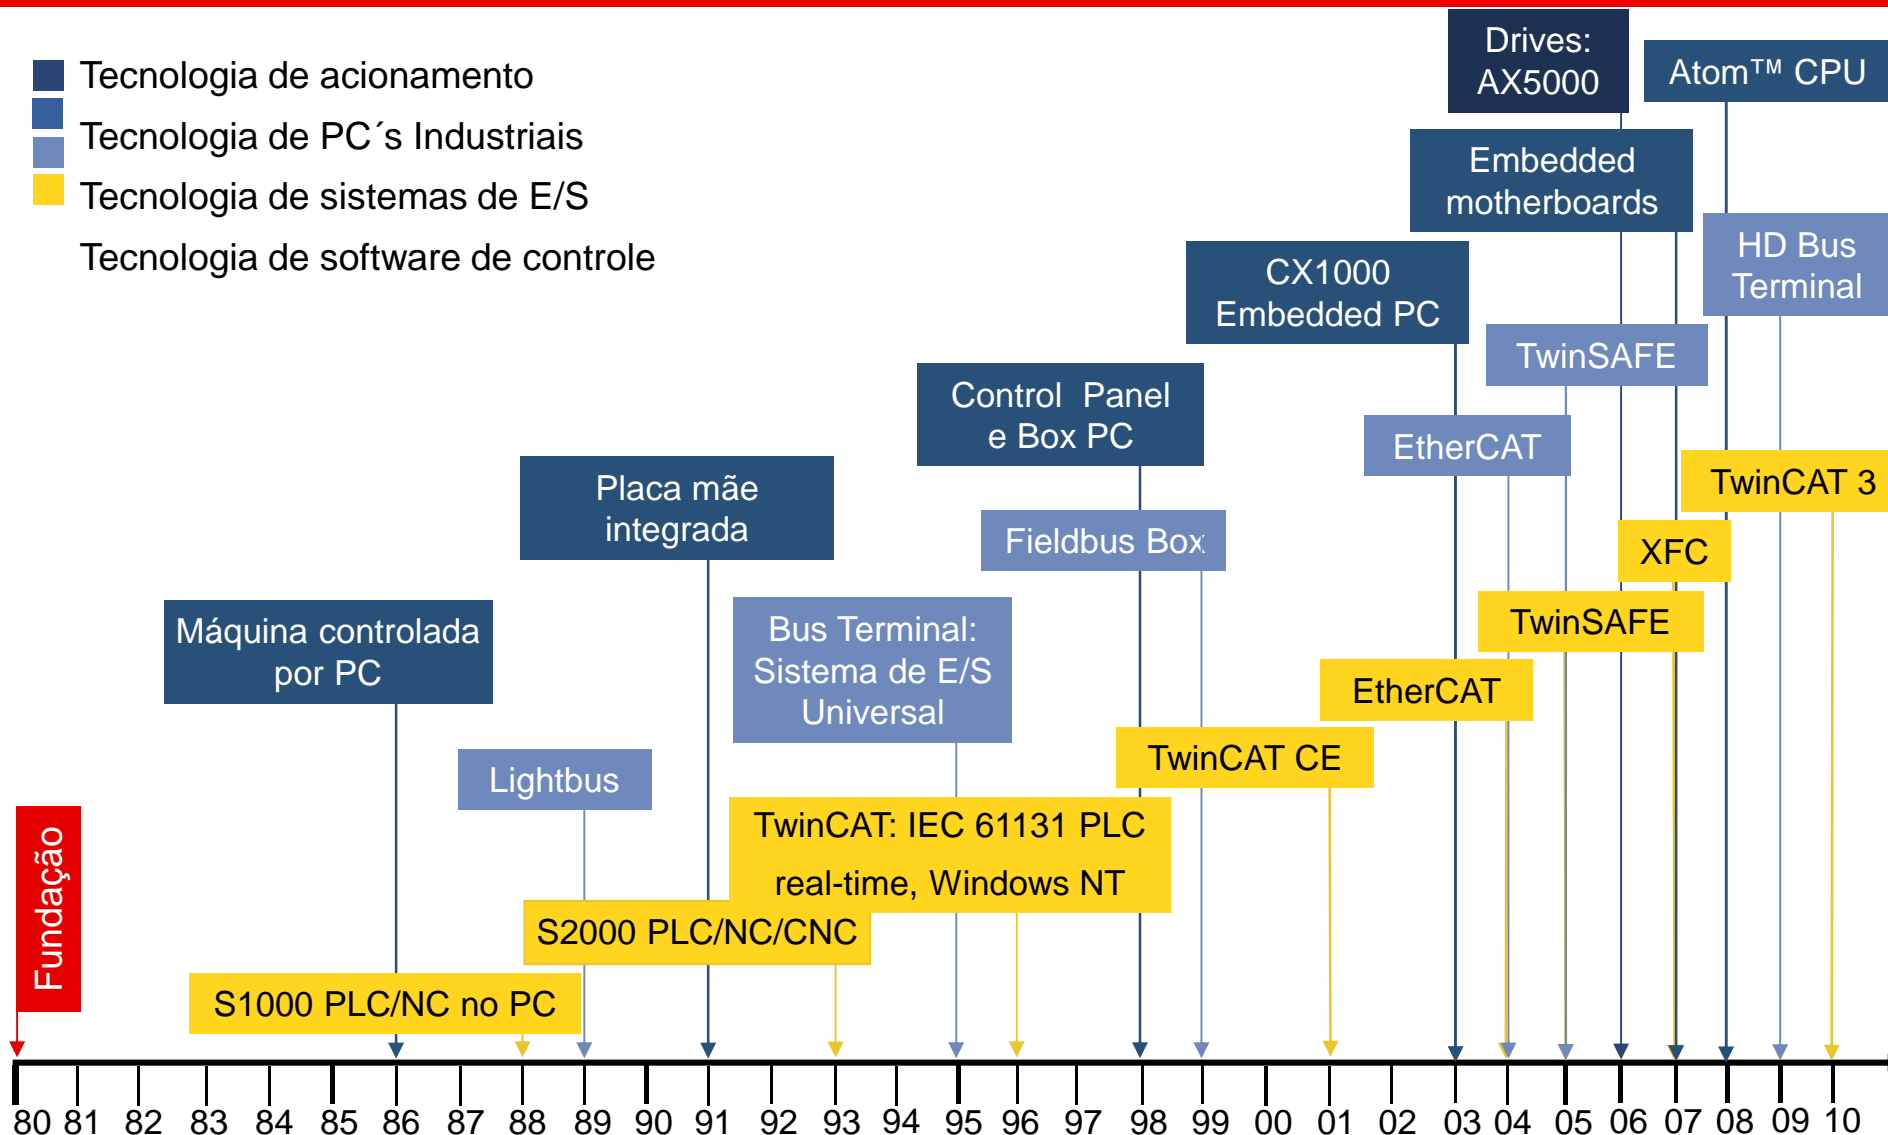 Tecnologia de acionamento
Tecnologia de PC´s Industriais
Tecnologia de sistemas de E/S
Tecnologia de software de controle
Drives:
AX5000
Atom™ CPU
Embedded
motherboards
HD Bus
Terminal
CX1000
Embedded PC
TwinSAFE
Control Panel
e Box PC
EtherCAT
Placa mãe
integrada
TwinCAT 3
Fieldbus Box
XFC
Máquina controlada
por PC
Bus Terminal:
Sistema de E/S
Universal
TwinSAFE
EtherCAT
Lightbus
TwinCAT CE
TwinCAT: IEC 61131 PLC
real-time, Windows NT
Fundação
S2000 PLC/NC/CNC
S1000 PLC/NC no PC
80 81 82 83 84 85 86 87 88 89 90 91 92 93 94 95 96 97 98 99 00 01 02 03 04 05 06 07 08 09 10